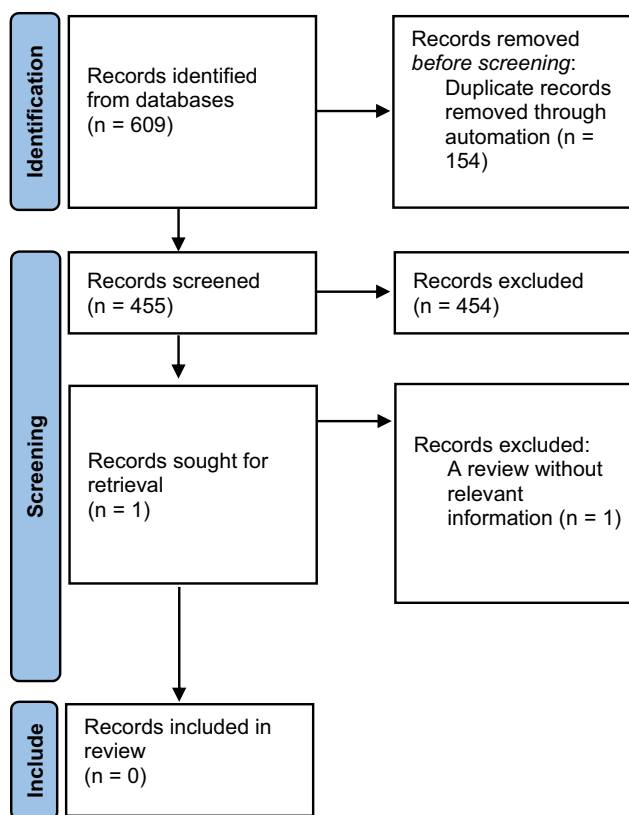 Identification
Records identified
from databases
(n = 609)
Records removed
before screening:
Duplicate records
removed through
automation (n =
154)
Screening
Records screened
(n = 455)
Records excluded
(n = 454)
Records sought for
retrieval
(n = 1)
Records excluded:
A review without
relevant
information (n = 1)
Include
Records included in
review
(n = 0)